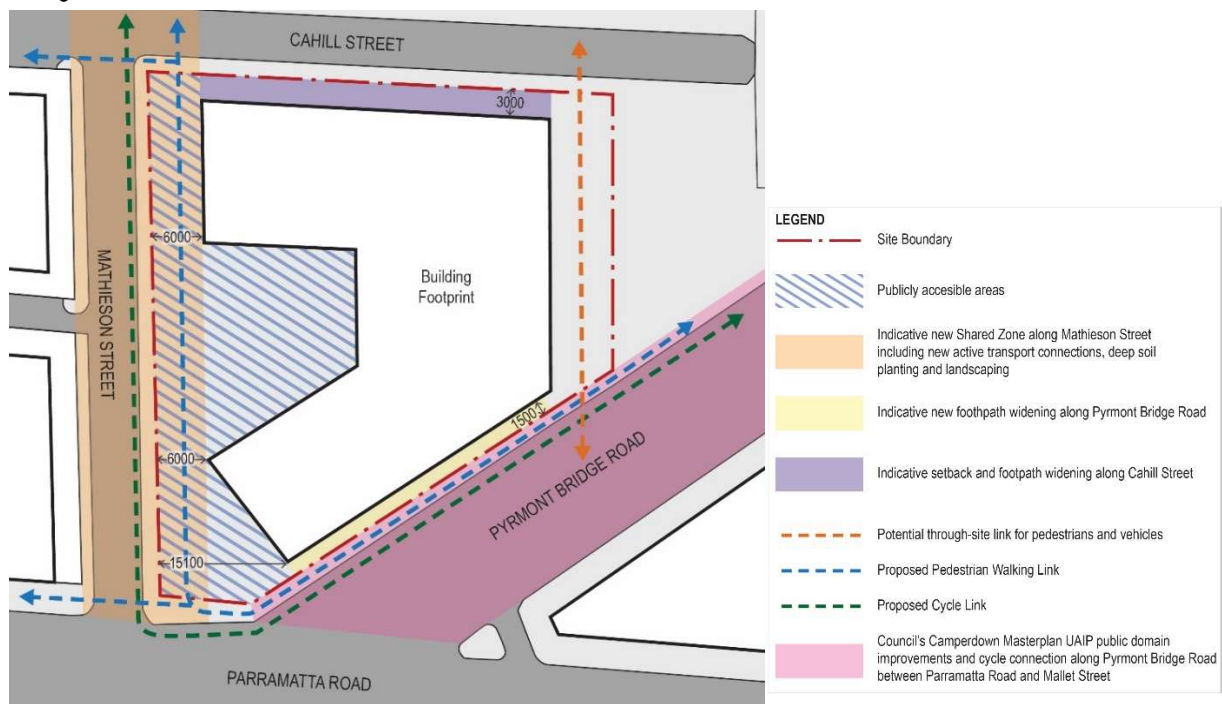 CAHILL STREET
3000
6000
MATHIESON STREET
Building
Footprint
6000
1500
PYRMONT BRIDGE ROAD
15100
PARRAMATTA ROAD
LEGEND
Site Boundary
Publicly accesible areas
Indicative new Shared Zone along Mathieson Street
including new active transport connections, deep soil
planting and landscaping
Indicative new footpath widening along Pyrmont Bridge Road
Indicative setback and footpath widening along Cahill Street
Potential through-site link for pedestrians and vehicles
Proposed Pedestrian Walking Link
Proposed Cycle Link
Council's Camperdown Masterplan UAIP public domain
improvements and cycle connection along Pyrmont Bridge Road
between Parramatta Road and Mallet Street